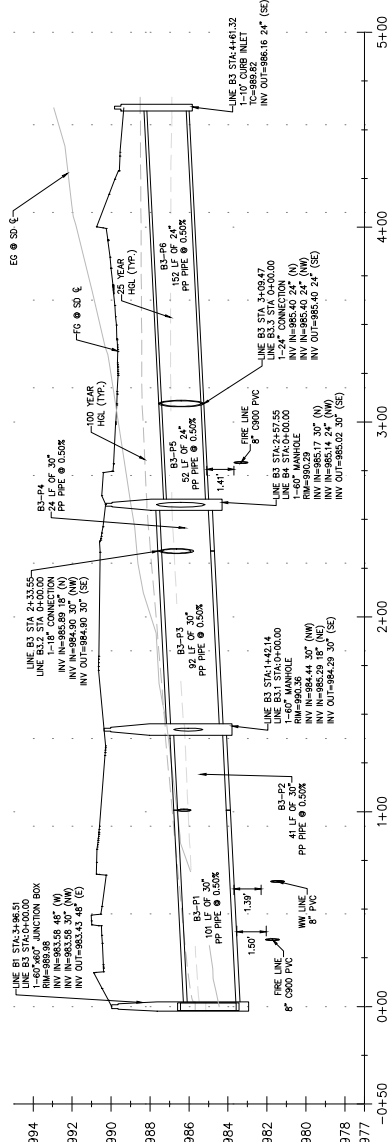 LINE B1 STA:3+96.51
LINE B3 STA:0+00.00
1-60"x60" JUNCTION BOX
RIM=989.98
INV IN=983.58 48" (W)
INV IN=983.58 30" (NW)
INV OUT=983.43 48" (E)
B3-P1
101 LF OF 30"
PP PIPE @ 0.50%
1.50'
FIRE LINE
8" C900 PVC
1.39'
WW LINE
8" PVC
B3-P2
41 LF OF 30"
PP PIPE @ 0.50%
LINE B3 STA:1+42.14
LINE B3.1 STA:0+00.00
1-60" MANHOLE
RIM=990.36
INV IN=984.44 30" (NW)
INV IN=985.29 18" (NE)
INV OUT=984.29 30" (SE)
B3-P3
92 LF OF 30"
PP PIPE @ 0.50%
LINE B3 STA 2+33.55
LINE B3.2 STA 0+00.00
1-18" CONNECTION
INV IN=985.89 18" (N)
INV IN=984.90 30" (NW)
INV OUT=984.90 30" (SE)
B3-P4
24 LF OF 30"
PP PIPE @ 0.50%
LINE B3 STA:2+57.55
LINE B4 STA:0+00.00
1-60" MANHOLE
RIM=990.29
INV IN=985.17 30" (N)
INV IN=985.14 24" (NW)
INV OUT=985.02 30" (SE)
B3-P5
52 LF OF 24"
PP PIPE @ 0.50%
1.41'
FIRE LINE
8" C900 PVC
100 YEAR
HGL (TYP.)
LINE B3 STA 3+09.47
LINE B3.3 STA 0+00.00
1-24" CONNECTION
INV IN=985.40 24" (N)
INV IN=985.40 24" (NW)
INV OUT=985.40 24" (SE)
FG @ SD ℄
25 YEAR
HGL (TYP.)
B3-P6
152 LF OF 24"
PP PIPE @ 0.50%
EG @ SD ℄
LINE B3 STA:4+61.32
1-10" CURB INLET
TC=989.82
INV OUT=986.16 24" (SE)
994
992
990
988
986
984
982
980
978
977
-0+50
0+00
1+00
2+00
3+00
4+00
5+00